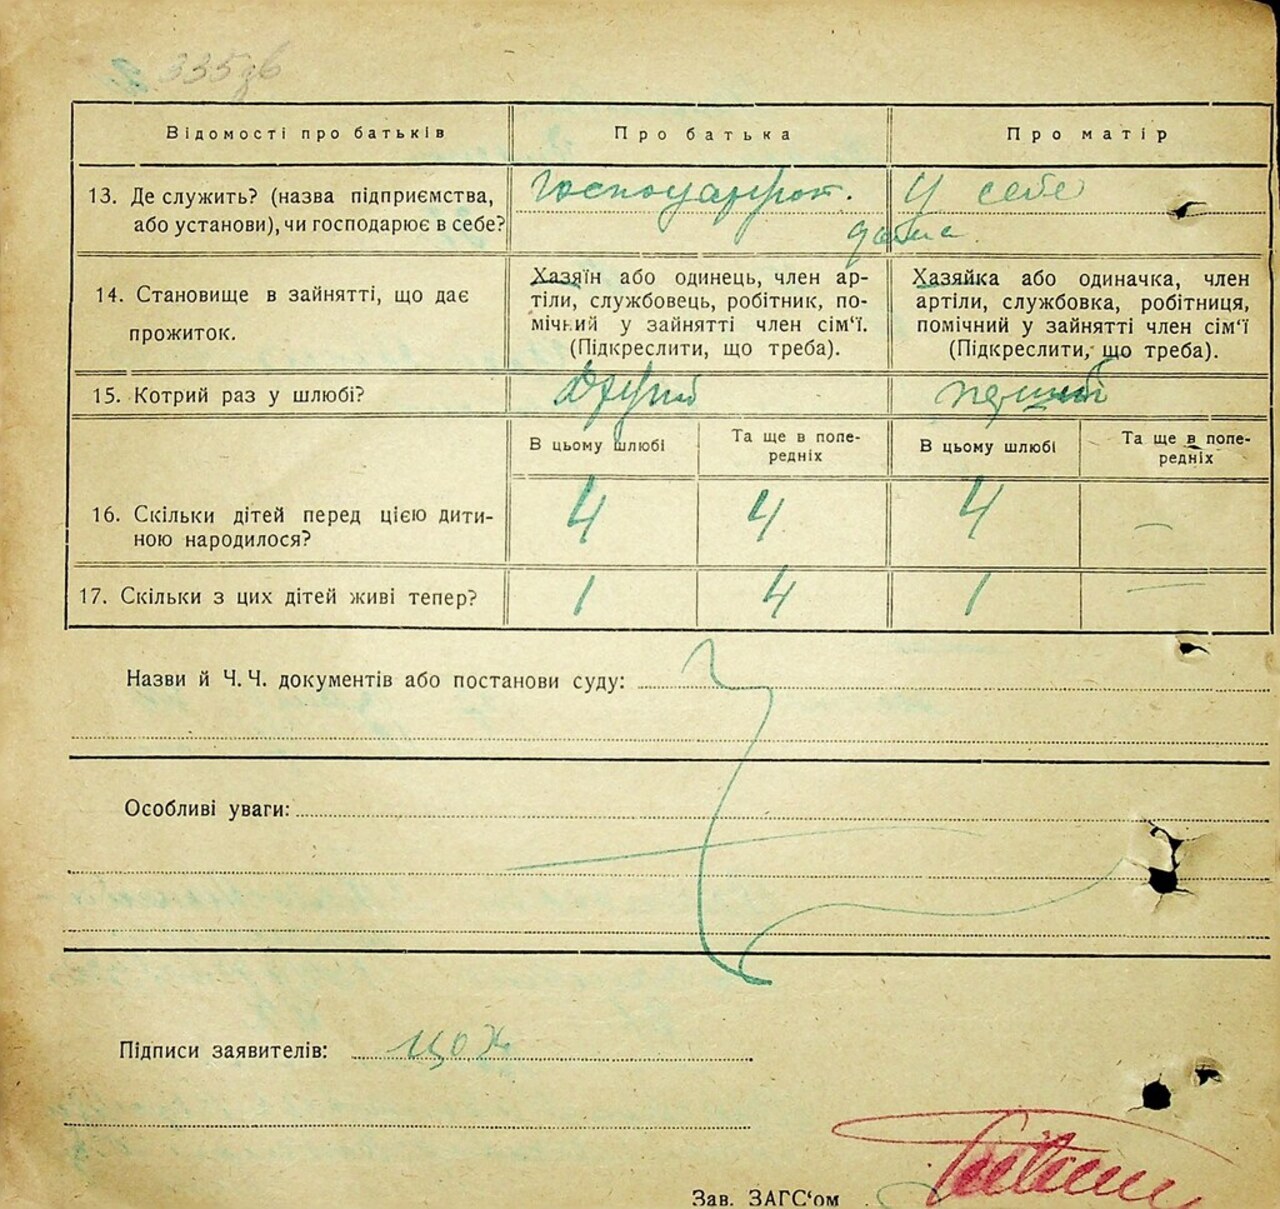 335зв
Відомості про батьків Про батька Про матір
13. Де служить? (назва підприємства, у себе
або установи), чи господарює в себе? дома
14. Становище в зайнятті, що дає
прожиток.
Хазяїн або одинець, член ар-
тіли, службовець, робітник, по-
мічний у зайнятті член сім‘ї.
(Підкреслити, що треба).
Хазяйка або одиначка, член
артіли, службовка, робітниця,
помічний у зайнятті член сім‘ї
(Підкреслити, що треба).
15. Котрий раз у шлюбі? Другий перший
В цьому шлюбі Та ще в попе-
редніх В цьому шлюбі Та ще в попе-
редніх
16. Скільки дітей перед цією дити-
ною народилося? 4 4 4 —
17. Скільки з цих дітей живі тепер? 1 4 1 —
Назви й Ч. Ч. документів або постанови суду:
Особливі уваги:
Підписи заявителів:
Зав. ЗАГС‘ом